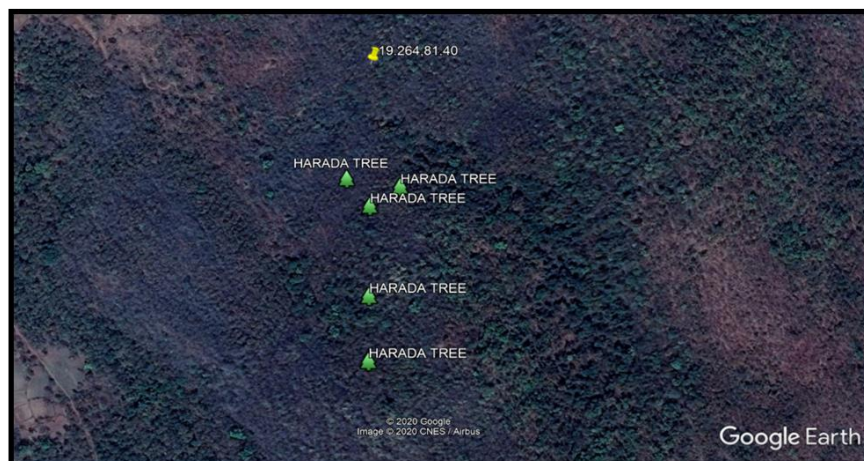 19.264,81.40
HARADA TREE
HARADA TREE
HARADA TREE
HARADA TREE
HARADA TREE
© 2020 Google
Image © 2020 CNES / Airbus
Google Earth